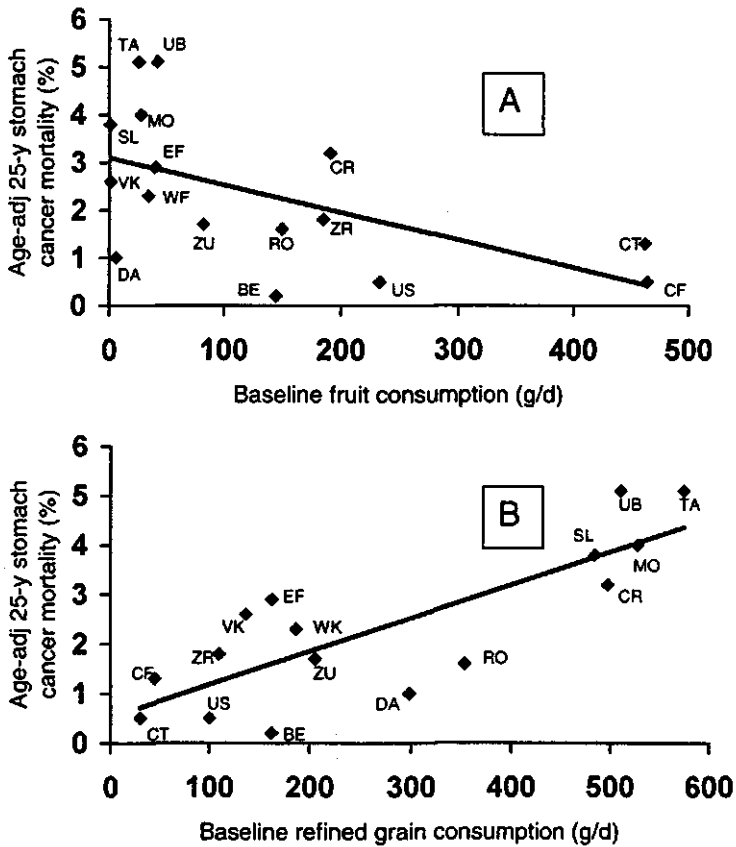 Age-adj 25-y stomach
cancer mortality (%)
6
5
4
3
2
1
0
TA
UB
A
MO
SL
EF
CR
VK
WF
ZU
RO
ZR
CT
DA
BE
US
CF
0
100
200
300
400
500
Baseline fruit consumption (g/d)
Age-adj 25-y stomach
cancer mortality (%)
6
5
4
3
2
1
0
B
UB
TA
SL
MO
CR
EF
VK
WK
ZR
ZU
RO
CF
US
DA
CT
BE
0
100
200
300
400
500
600
Baseline refined grain consumption (g/d)